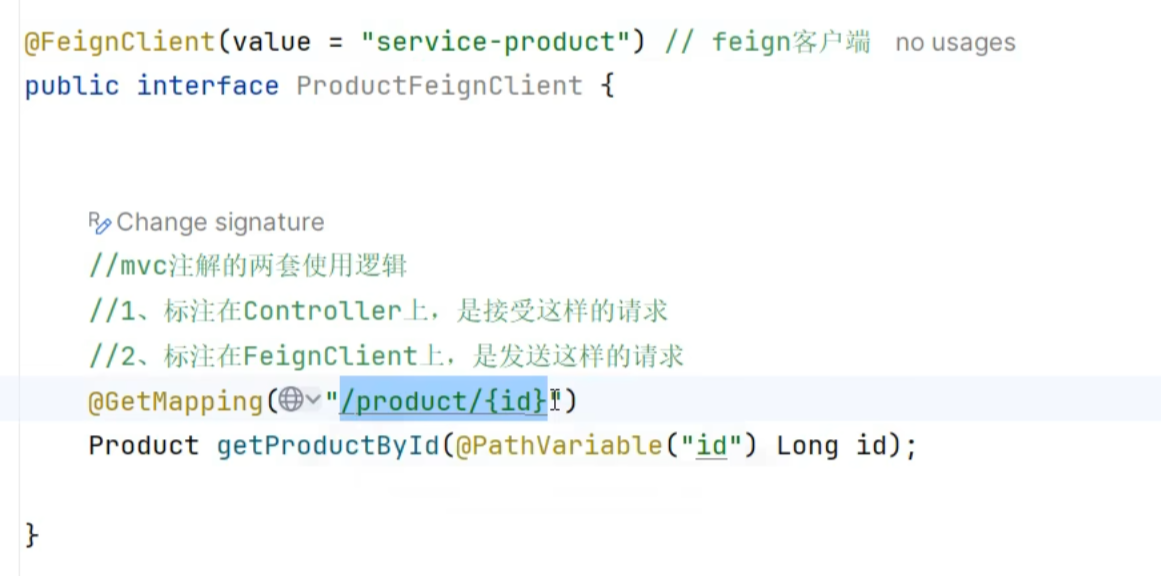 @FeignClient(value = "service-product") // feign客户端 no usages
public interface ProductFeignClient {
Change signature
//mvc注解的两套使用逻辑
//1、标注在Controller上，是接受这样的请求
//2、标注在FeignClient上，是发送这样的请求
@GetMapping("/product/{id}")
Product getProductById(@PathVariable("id") Long id);
}